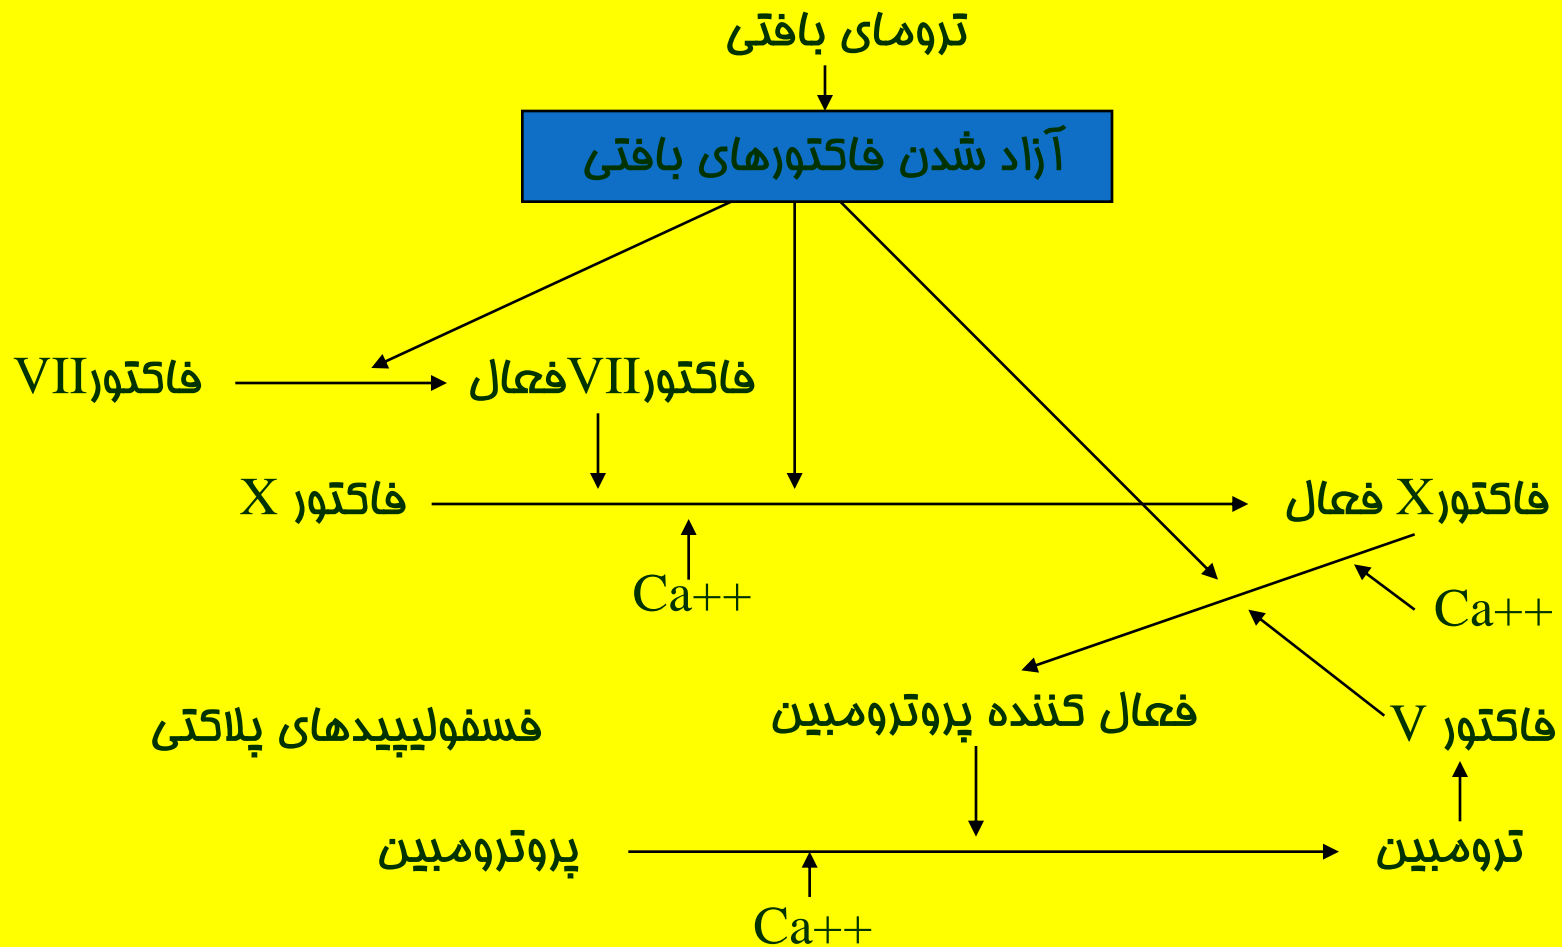 ترومای بافتی
آزاد شدن فاکتورهای بافتی
فاکتورVII
فاکتورVIIفعال
فاکتور X
فاکتورX فعال
Ca++
Ca++
فسفولیپیدهای پلاکتی
فعال کننده پروترومبین
فاکتور V
پروترومبین
ترومبین
Ca++